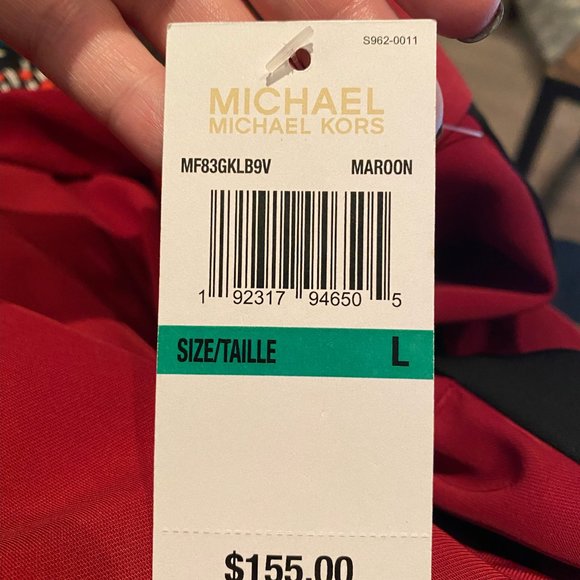 S962-0011
MICHAEL
MICHAEL KORS
MF83GKLB9V MAROON
1 92317 94650 5
SIZE/TAILLE L
$155.00